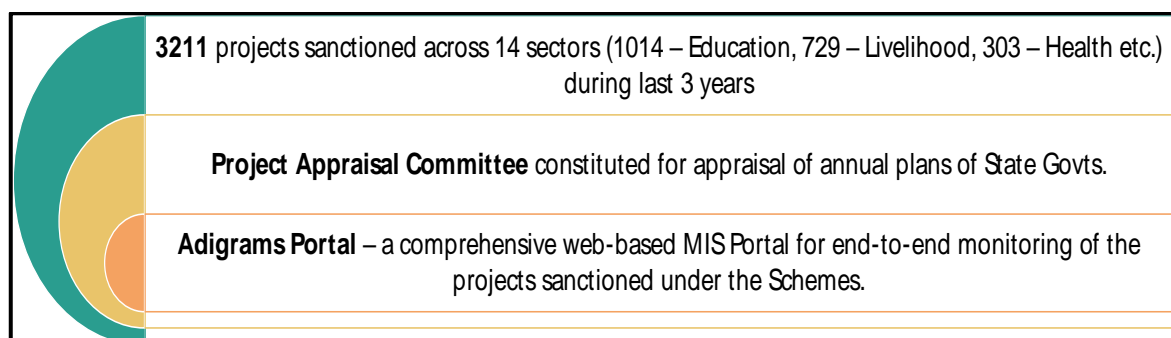 3211 projects sanctioned across 14 sectors (1014 – Education, 729 – Livelihood, 303 – Health etc.)
during last 3 years
Project Appraisal Committee constituted for appraisal of annual plans of State Govts.
Adigrams Portal – a comprehensive web-based MIS Portal for end-to-end monitoring of the
projects sanctioned under the Schemes.